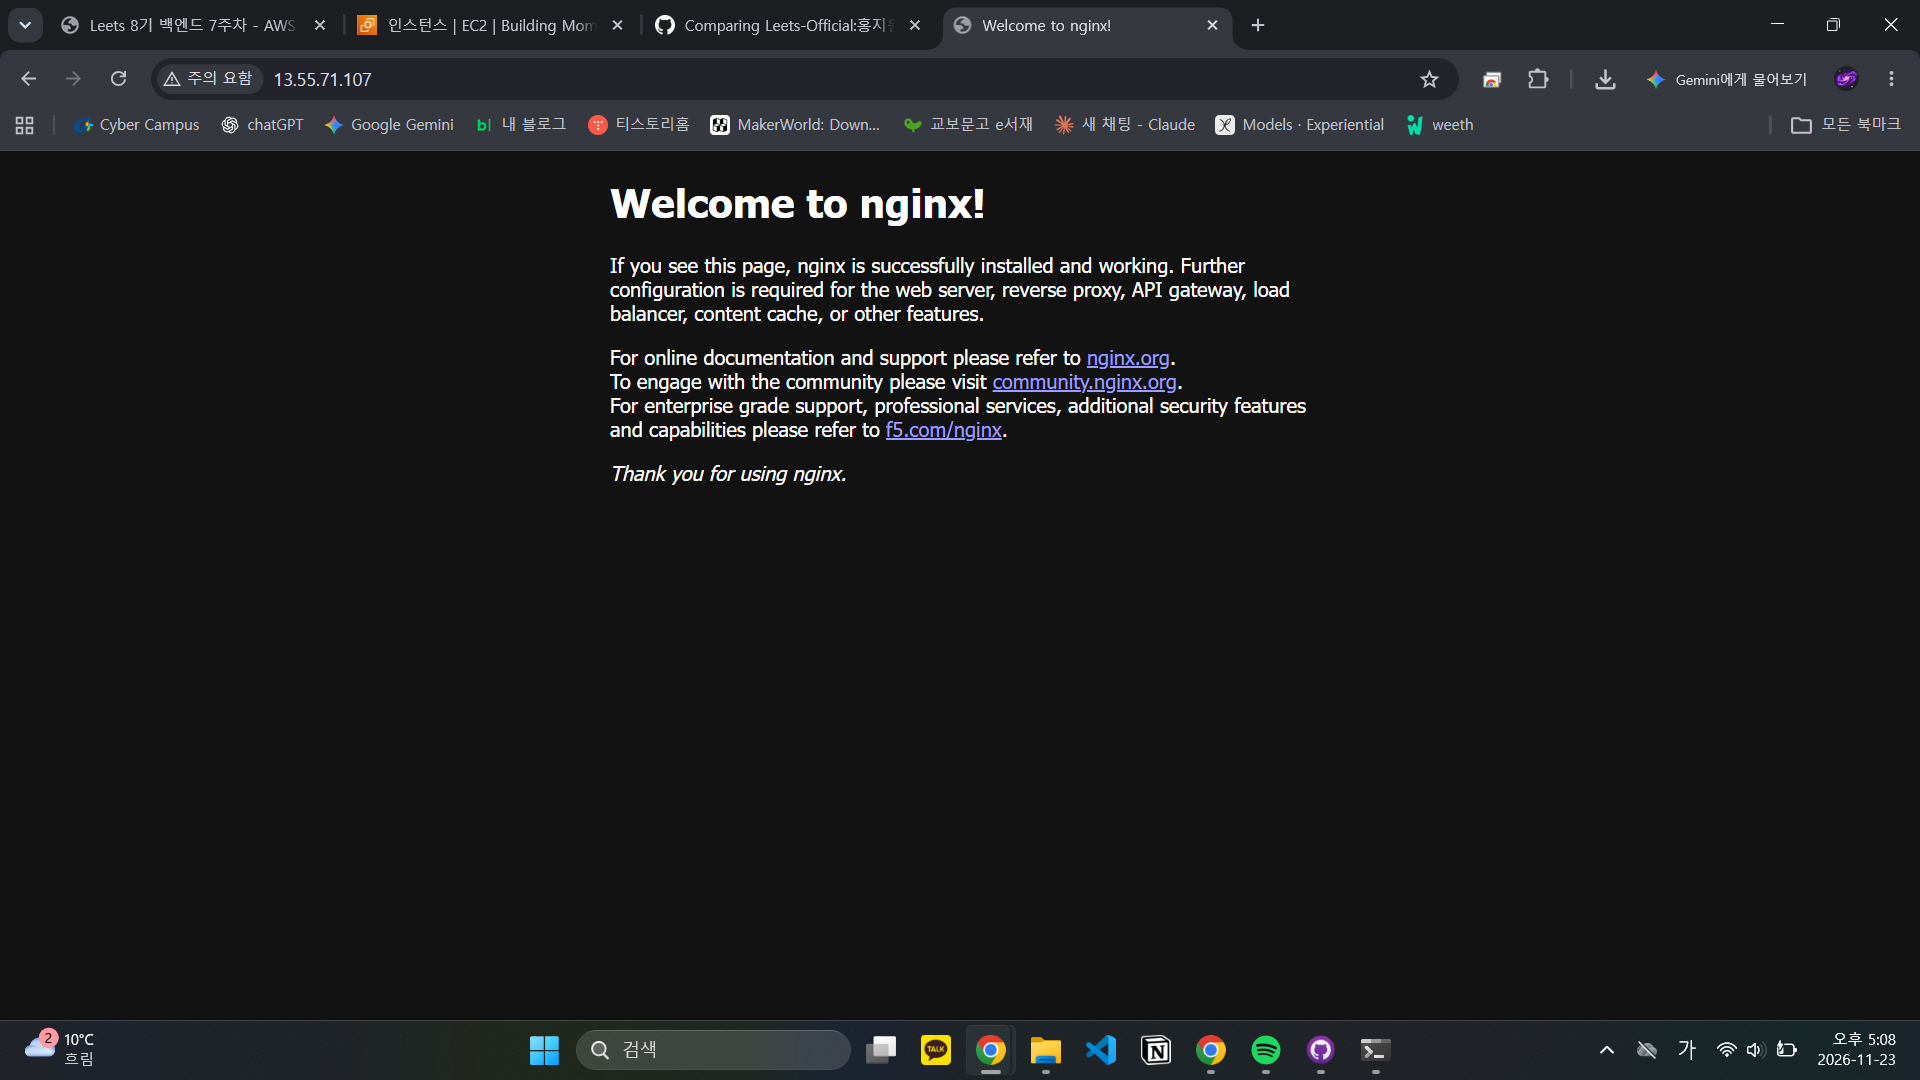 Leets 8기 백엔드 7주차 - AWS
인스턴스 | EC2 | Building Mom
Comparing Leets-Official:홍지
Welcome to nginx!
주의 요함
13.55.71.107
Gemini에게 물어보기
Cyber Campus
chatGPT
Google Gemini
내 블로그
티스토리홈
MakerWorld: Down...
교보문고 e서재
새 채팅 - Claude
Models · Experiential
weeth
모든 북마크
Welcome to nginx!
If you see this page, nginx is successfully installed and working. Further
configuration is required for the web server, reverse proxy, API gateway, load
balancer, content cache, or other features.
For online documentation and support please refer to nginx.org.
To engage with the community please visit community.nginx.org.
For enterprise grade support, professional services, additional security features
and capabilities please refer to f5.com/nginx.
Thank you for using nginx.
2
10°C
흐림
검색
TALK
가
오후 5:08
2026-11-23